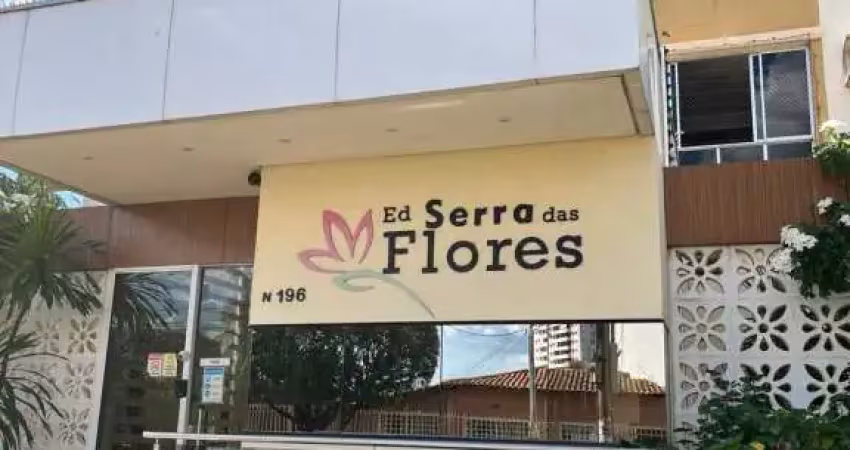 Ed Serra das
Flores
N 196